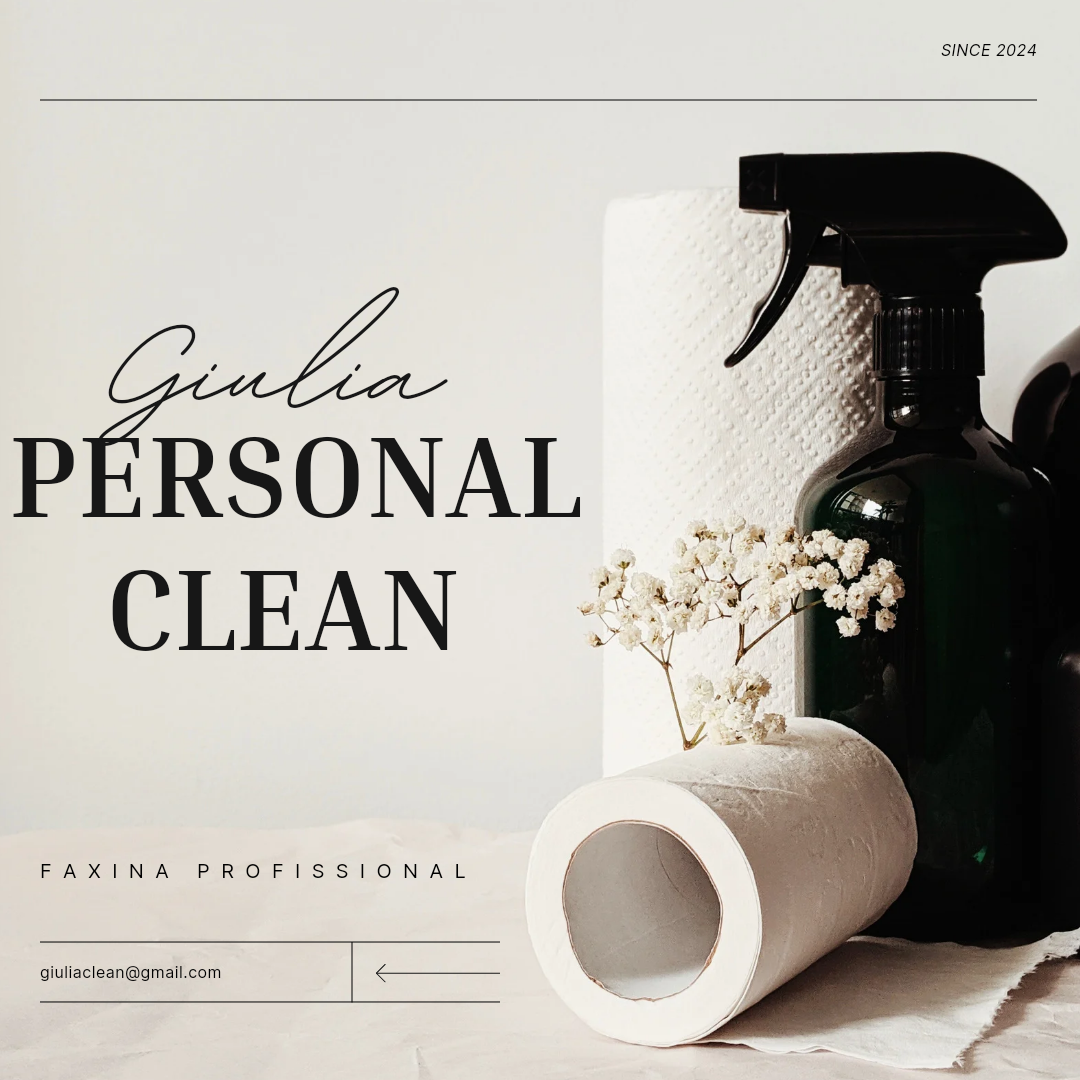 SINCE 2024
Giulia
PERSONAL
CLEAN
FAXINA PROFISSIONAL
giuliaclean@gmail.com